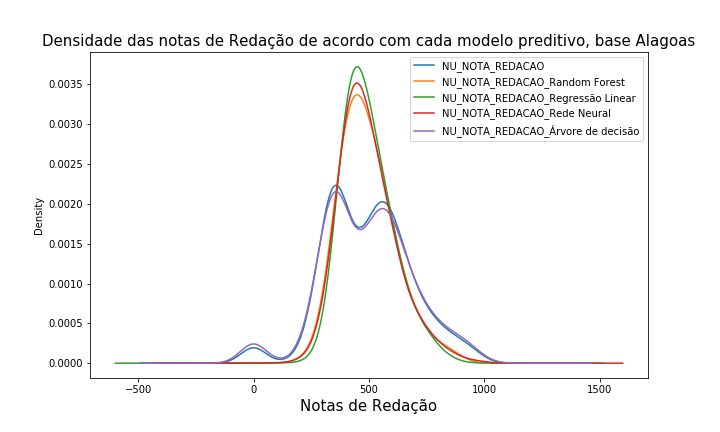 Densidade das notas de Redação de acordo com cada modelo preditivo, base Alagoas
NU_NOTA_REDACAO
NU_NOTA_REDACAO_Random Forest
NU_NOTA_REDACAO_Regressão Linear
NU_NOTA_REDACAO_Rede Neural
NU_NOTA_REDACAO_Árvore de decisão
0.0035
0.0030
0.0025
0.0020
0.0015
0.0010
0.0005
0.0000
Density
−500
0
500
1000
1500
Notas de Redação